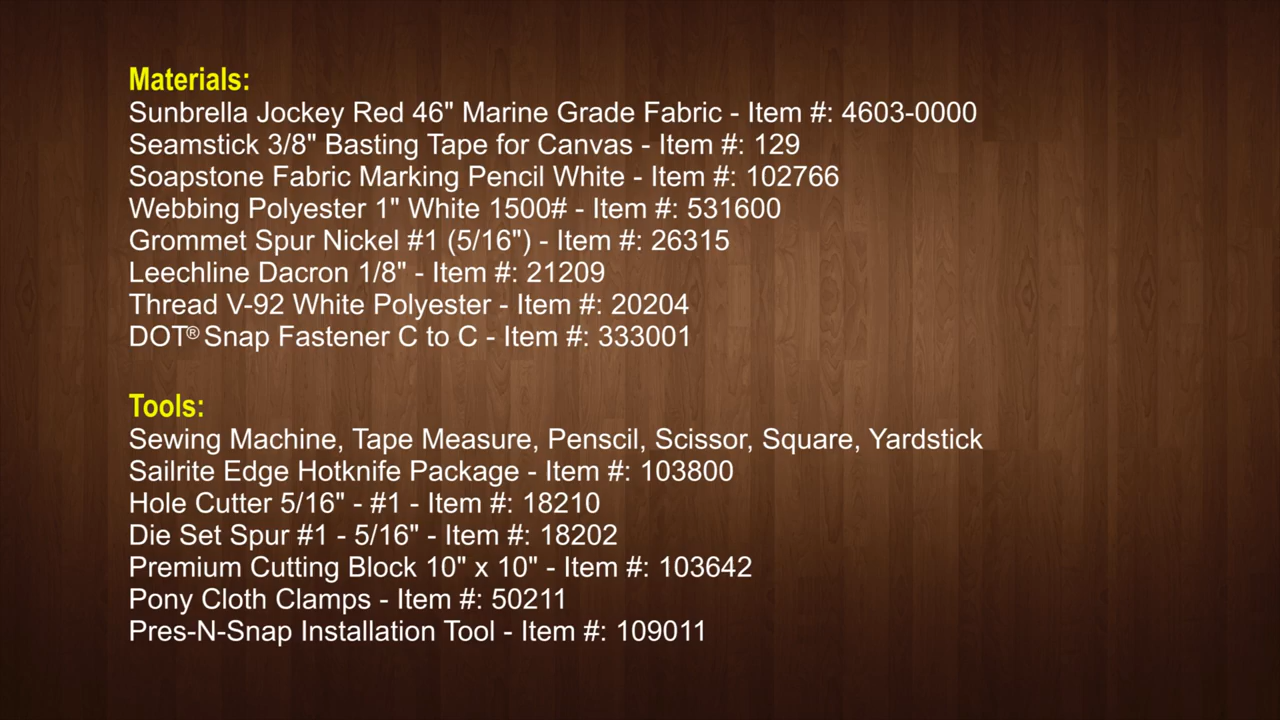 Materials:
Sunbrella Jockey Red 46" Marine Grade Fabric - Item #: 4603-0000
Seamstick 3/8" Basting Tape for Canvas - Item #: 129
Soapstone Fabric Marking Pencil White - Item #: 102766
Webbing Polyester 1" White 1500# - Item #: 531600
Grommet Spur Nickel #1 (5/16") - Item #: 26315
Leechline Dacron 1/8" - Item #: 21209
Thread V-92 White Polyester - Item #: 20204
DOT® Snap Fastener C to C - Item #: 333001
Tools:
Sewing Machine, Tape Measure, Penscil, Scissor, Square, Yardstick
Sailrite Edge Hotknife Package - Item #: 103800
Hole Cutter 5/16" - #1 - Item #: 18210
Die Set Spur #1 - 5/16" - Item #: 18202
Premium Cutting Block 10" x 10" - Item #: 103642
Pony Cloth Clamps - Item #: 50211
Pres-N-Snap Installation Tool - Item #: 109011